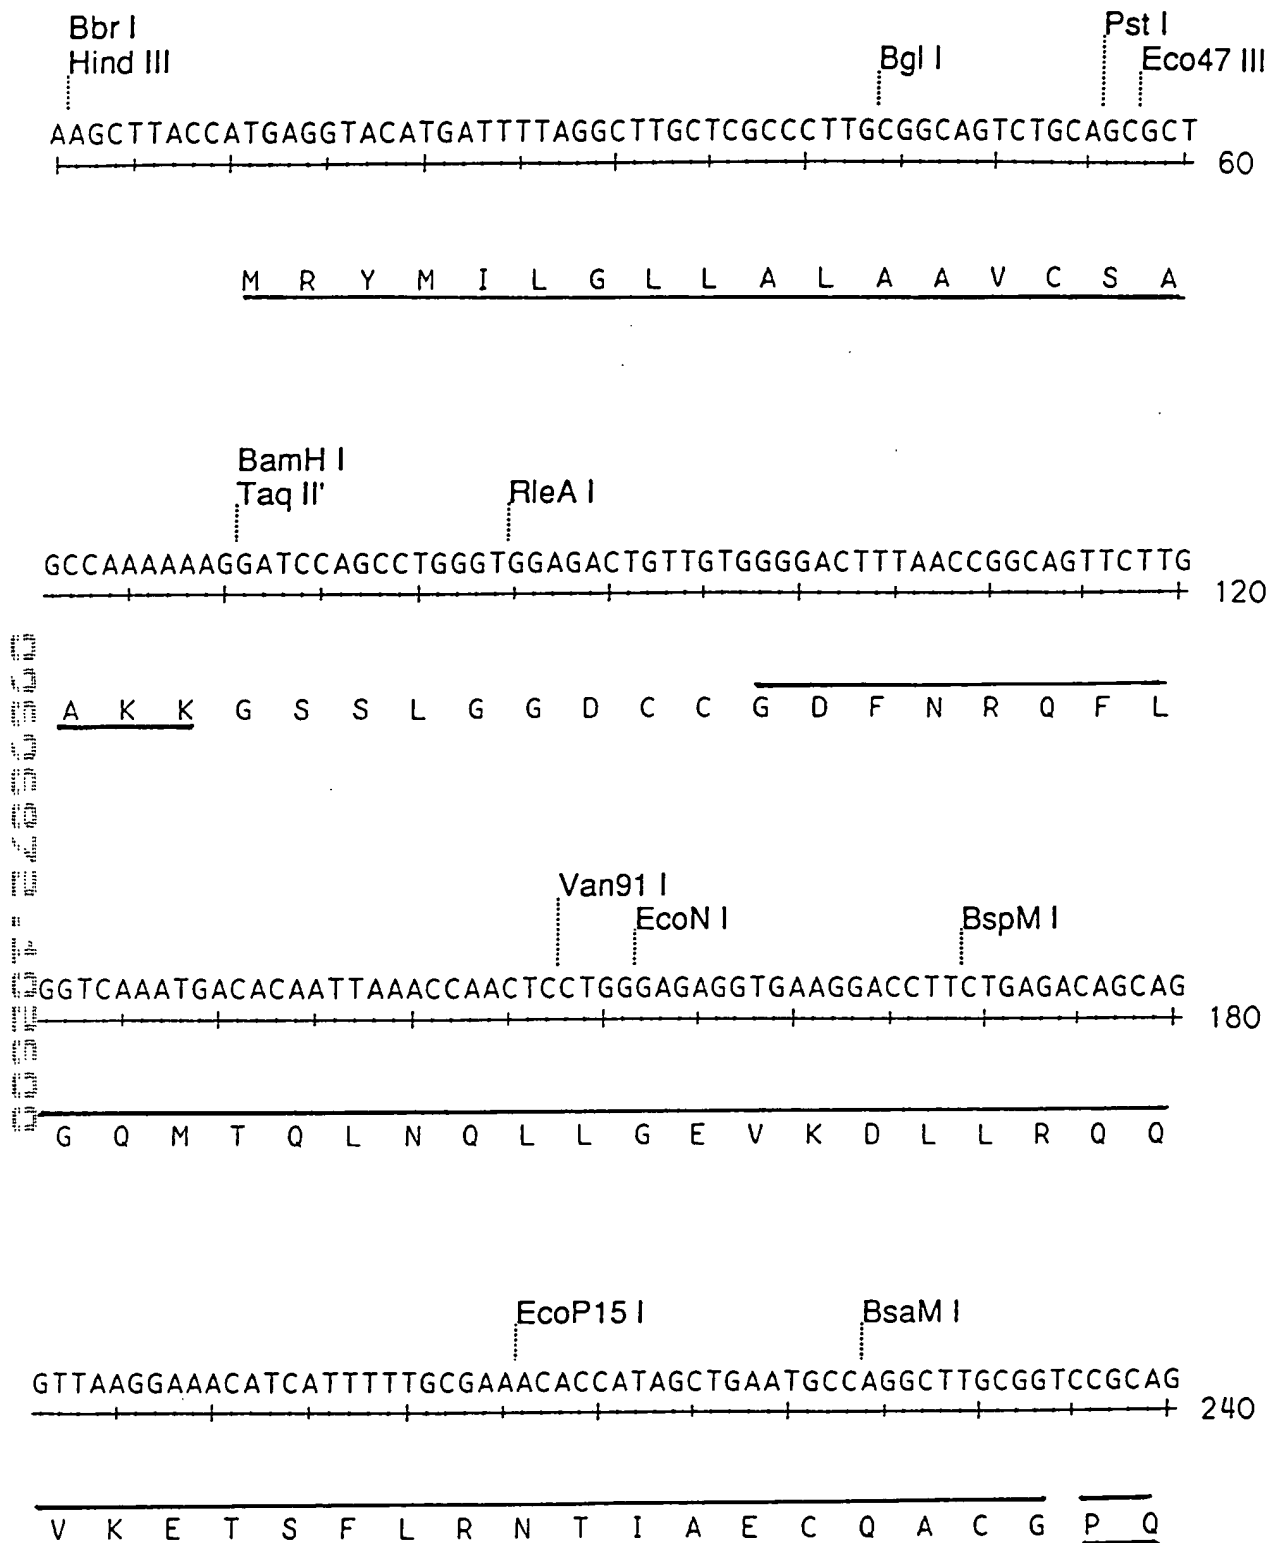 Bbr I
Hind III
Bgl I
Pst I
Eco47 III
AAGCTTACCATGAGGTACATGATTTTAGGCTTGCTCGCCCTTGCGGCAGTCTGCAGCGCT
60
M R Y M I L G L L A L A A V C S A
BamH I
Taq II'
RleA I
GCCAAAAAAGGATCCAGCCTGGGTGGAGACTGTTGTGGGGACTTTAACCGGCAGTTCTTG
120
A K K G S S L G G D C C G D F N R Q F L
Van91 I
EcoN I
BspM I
GGTCAAATGACACAATTAAACCAACTCCTGGGAGAGGTGAAGGACCTTCTGAGACAGCAG
180
G Q M T Q L N Q L L G E V K D L L R Q Q
EcoP15 I
BsaM I
GTTAAGGAAACATCATTTTTGCGAAACACCATAGCTGAATGCCAGGCTTGCGGTCCGCAG
240
V K E T S F L R N T I A E C Q A C G P Q